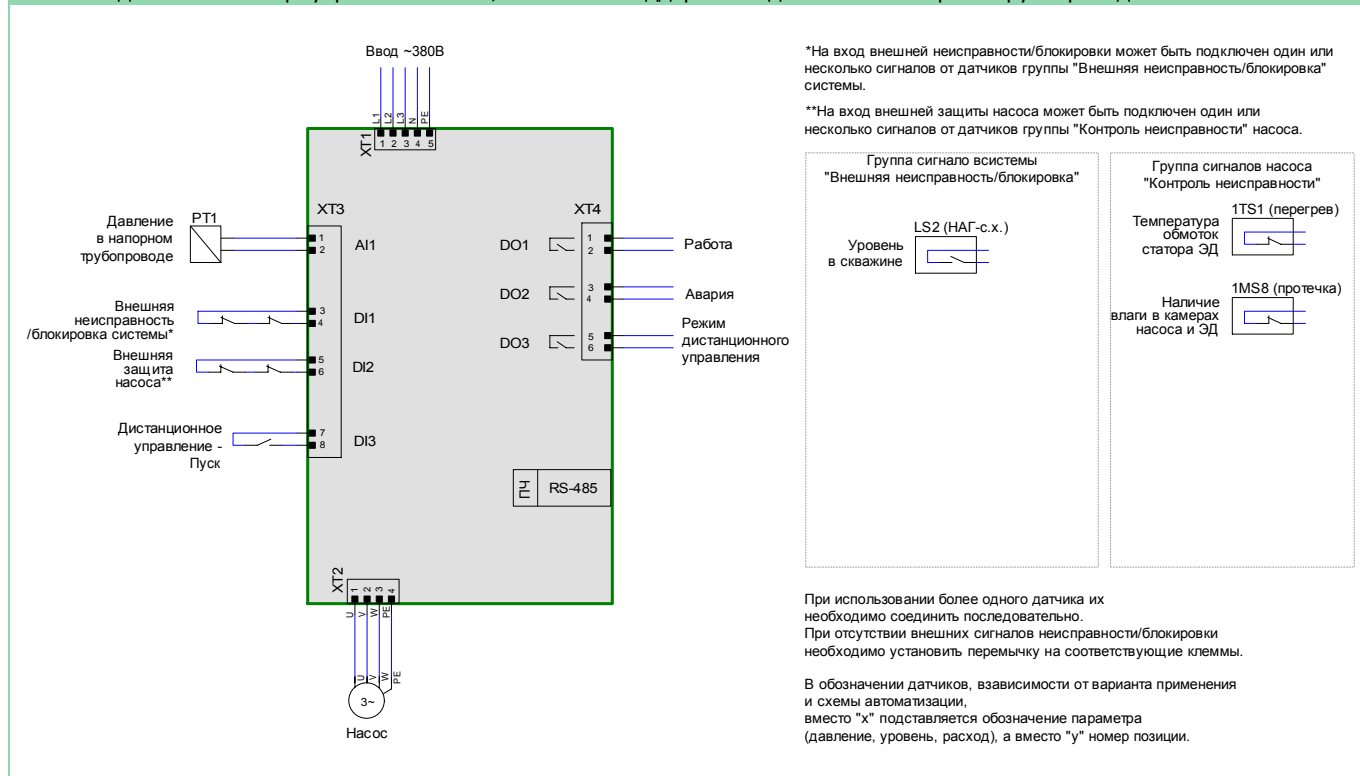 Ввод ~380В
L1
L2
L3
N
PE
XT1
1 2 3 4 5
Давление
в напорном
трубопроводе
PT1
XT3
1
2
AI1
Внешняя
неисправность
/блокировка системы*
3
4
DI1
Внешняя
защита
насоса**
5
6
DI2
Дистанционное
управление -
Пуск
7
8
DI3
XT4
DO1
1
2
Работа
DO2
3
4
Авария
DO3
5
6
Режим
дистанционного
управления
ПЧ
RS-485
XT2
1
2
3
4
U
V
W
PE
U
V
W
PE
3~
Насос
*На вход внешней неисправности/блокировки может быть подключен один или
несколько сигналов от датчиков группы "Внешняя неисправность/блокировка"
системы.
**На вход внешней защиты насоса может быть подключен один или
несколько сигналов от датчиков группы "Контроль неисправности" насоса.
Группа сигнало всистемы
"Внешняя неисправность/блокировка"
LS2 (НАГ-с.х.)
Уровень
в скважине
Группа сигналов насоса
"Контроль неисправности"
1TS1 (перегрев)
Температура
обмоток
статора ЭД
1MS8 (протечка)
Наличие
влаги в камерах
насоса и ЭД
При использовании более одного датчика их
необходимо соединить последовательно.
При отсутствии внешних сигналов неисправности/блокировки
необходимо установить перемычку на соответствующие клеммы.
В обозначении датчиков, взависимости от варианта применения
и схемы автоматизации,
вместо "x" подставляется обозначение параметра
(давление, уровень, расход), а вместо "y" номер позиции.